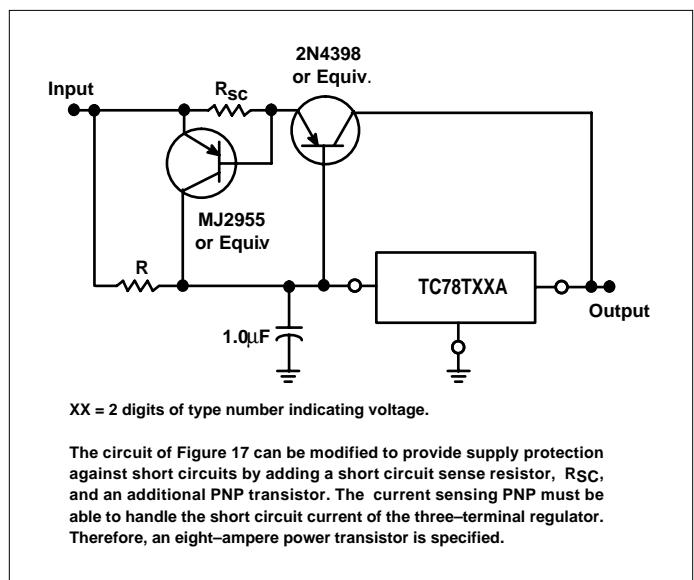 2N4398
or Equiv.
Input
RSC
MJ2955
or Equiv
R
TC78TXXA
Output
1.0μF
XX = 2 digits of type number indicating voltage.
The circuit of Figure 17 can be modified to provide supply protection
against short circuits by adding a short circuit sense resistor, RSC,
and an additional PNP transistor. The current sensing PNP must be
able to handle the short circuit current of the three–terminal regulator.
Therefore, an eight–ampere power transistor is specified.